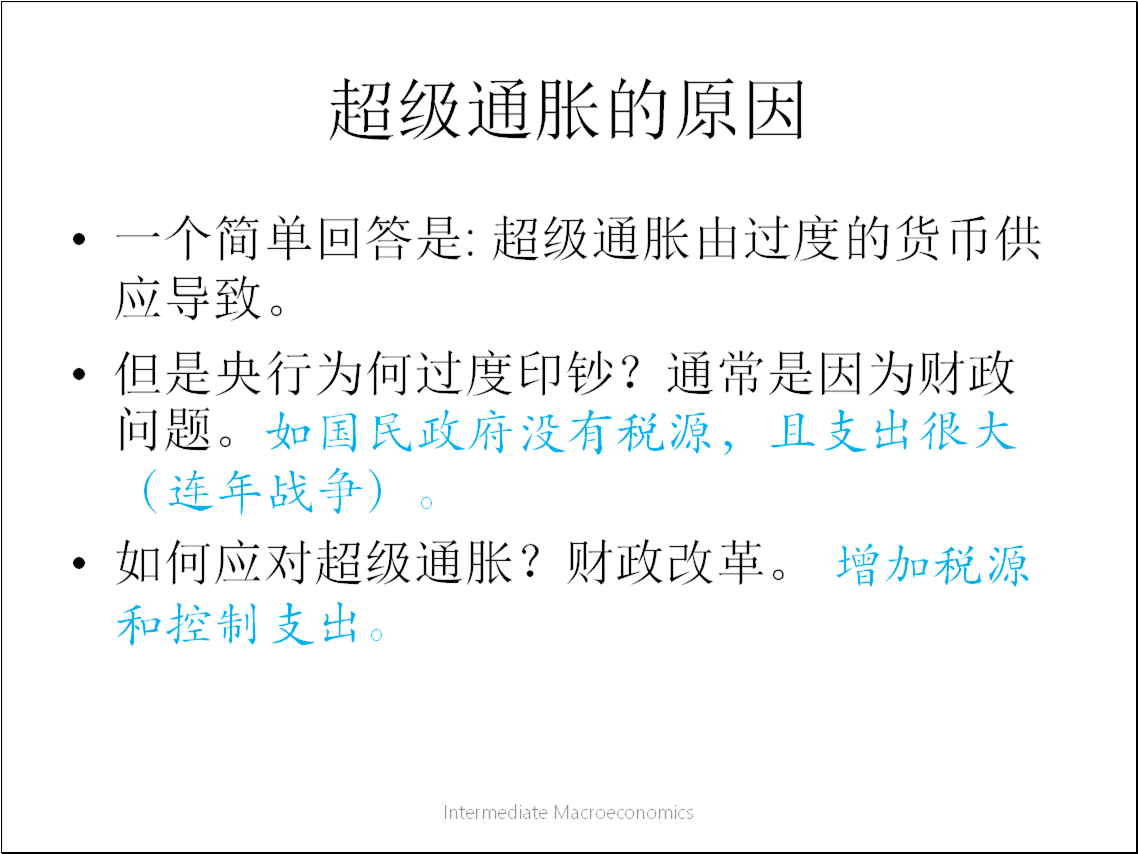 超级通胀的原因
• 一个简单回答是: 超级通胀由过度的货币供
应导致。
• 但是央行为何过度印钞？通常是因为财政
问题。如国民政府没有税源，且支出很大
（连年战争）。
• 如何应对超级通胀？财政改革。 增加税源
和控制支出。
Intermediate Macroeconomics